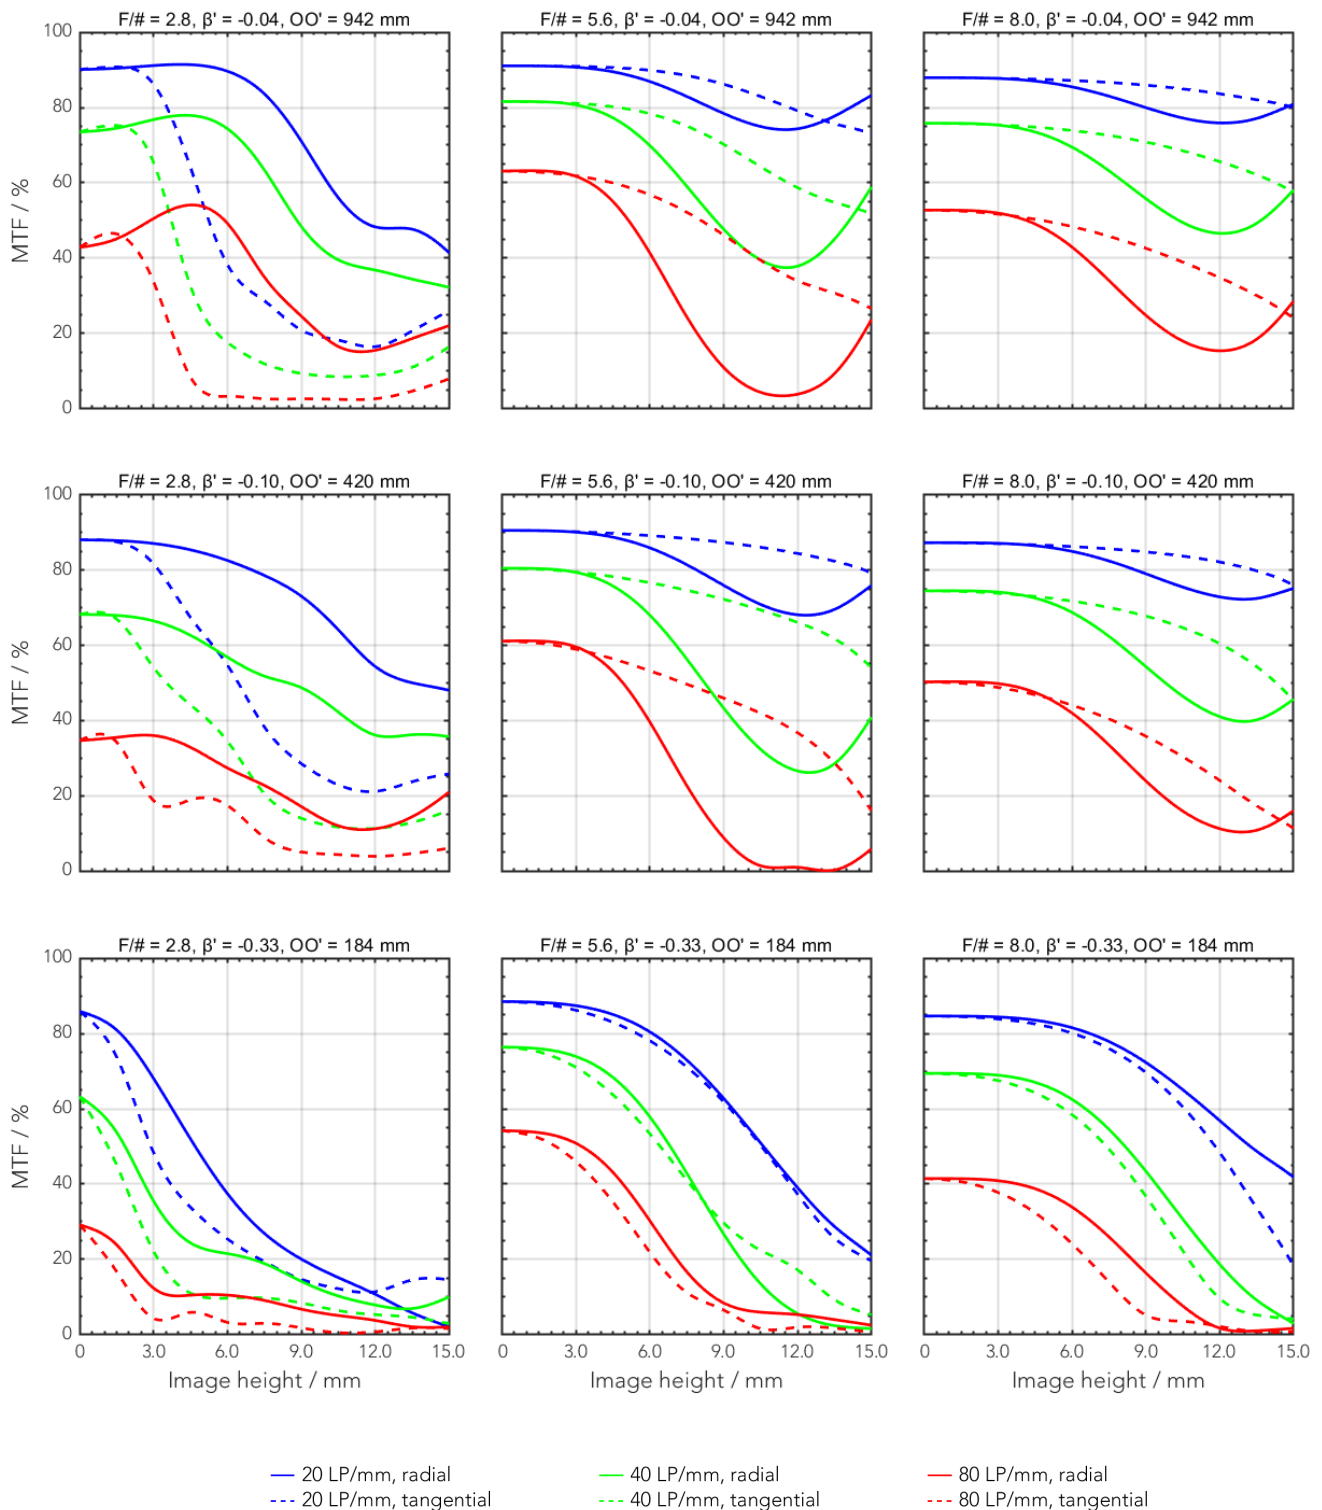 F/# = 2.8, β' = -0.04, OO' = 942 mm
F/# = 5.6, β' = -0.04, OO' = 942 mm
F/# = 8.0, β' = -0.04, OO' = 942 mm
100
80
60
40
20
0
MTF / %
F/# = 2.8, β' = -0.10, OO' = 420 mm
F/# = 5.6, β' = -0.10, OO' = 420 mm
F/# = 8.0, β' = -0.10, OO' = 420 mm
100
80
60
40
20
0
MTF / %
F/# = 2.8, β' = -0.33, OO' = 184 mm
F/# = 5.6, β' = -0.33, OO' = 184 mm
F/# = 8.0, β' = -0.33, OO' = 184 mm
100
80
60
40
20
0
MTF / %
0 3.0 6.0 9.0 12.0 15.0
0 3.0 6.0 9.0 12.0 15.0
0 3.0 6.0 9.0 12.0 15.0
Image height / mm
Image height / mm
Image height / mm
20 LP/mm, radial
40 LP/mm, radial
80 LP/mm, radial
20 LP/mm, tangential
40 LP/mm, tangential
80 LP/mm, tangential